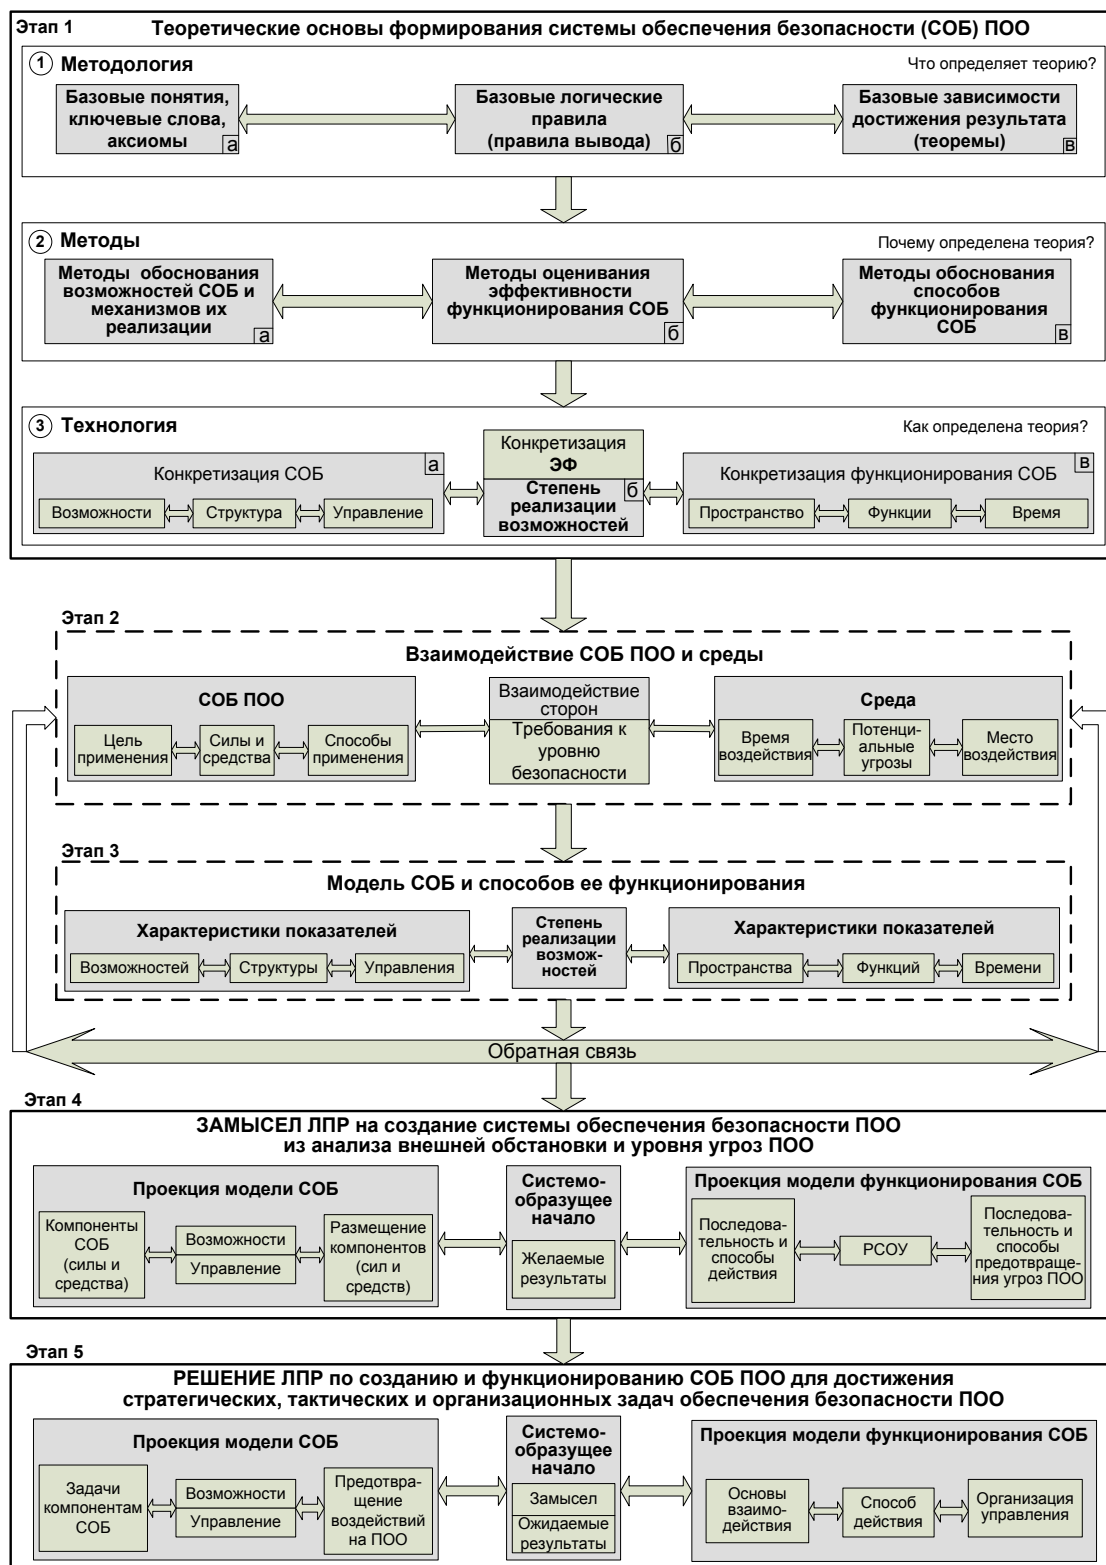 Этап 1
Теоретические основы формирования системы обеспечения безопасности (СОБ) ПОО
1 Методология
Что определяет теорию?
Базовые понятия,
ключевые слова,
аксиомы
а
Базовые логические
правила
(правила вывода)
б
Базовые зависимости
достижения результата
(теоремы)
в
2 Методы
Почему определена теория?
Методы обоснования
возможностей СОБ и
механизмов их
реализации
а
Методы оценивания
эффективности
функционирования СОБ
б
Методы обоснования
способов
функционирования
СОБ
в
3 Технология
Как определена теория?
Конкретизация СОБ
а
Возможности
Структура
Управление
Конкретизация
ЭФ
Степень
реализации
возможностей
б
Конкретизация функционирования СОБ
в
Пространство
Функции
Время
Этап 2
Взаимодействие СОБ ПОО и среды
СОБ ПОО
Цель
применения
Силы и
средства
Способы
применения
Взаимодействие
сторон
Требования к
уровню
безопасности
Среда
Время
воздействия
Потенци-
альные
угрозы
Место
воздействия
Этап 3
Модель СОБ и способов ее функционирования
Характеристики показателей
Возможностей
Структуры
Управления
Степень
реализации
возмож-
ностей
Характеристики показателей
Пространства
Функций
Времени
Обратная связь
Этап 4
ЗАМЫСЕЛ ЛПР на создание системы обеспечения безопасности ПОО
из анализа внешней обстановки и уровня угроз ПОО
Проекция модели СОБ
Компоненты
СОБ
(силы и
средства)
Возможности
Управление
Размещение
компонентов
(сил и
средств)
Системо-
образущее
начало
Желаемые
результаты
Проекция модели функционирования СОБ
Последова-
тельность и
способы
действия
РСОУ
Последова-
тельность и
способы
предотвраще-
ния угроз ПОО
Этап 5
РЕШЕНИЕ ЛПР по созданию и функционированию СОБ ПОО для достижения
стратегических, тактических и организационных задач обеспечения безопасности ПОО
Проекция модели СОБ
Задачи
компонентам
СОБ
Возможности
Управление
Предотвра-
щение
воздействий
на ПОО
Системо-
образущее
начало
Замысел
Ожидаемые
результаты
Проекция модели функционирования СОБ
Основы
взаимо-
действия
Способ
действия
Организация
управления